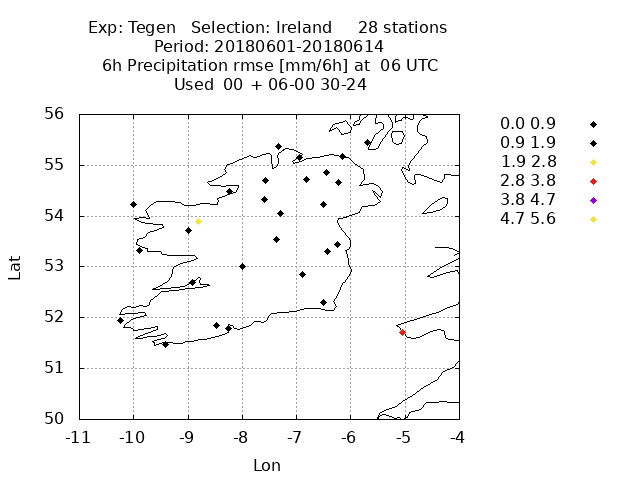 Exp: Tegen Selection: Ireland 28 stations
Period: 20180601-20180614
6h Precipitation rmse [mm/6h] at 06 UTC
Used 00 + 06-00 30-24
56
55
54
53
52
51
50
-11 -10 -9 -8 -7 -6 -5 -4
Lat
Lon
0.0 0.9
0.9 1.9
1.9 2.8
2.8 3.8
3.8 4.7
4.7 5.6